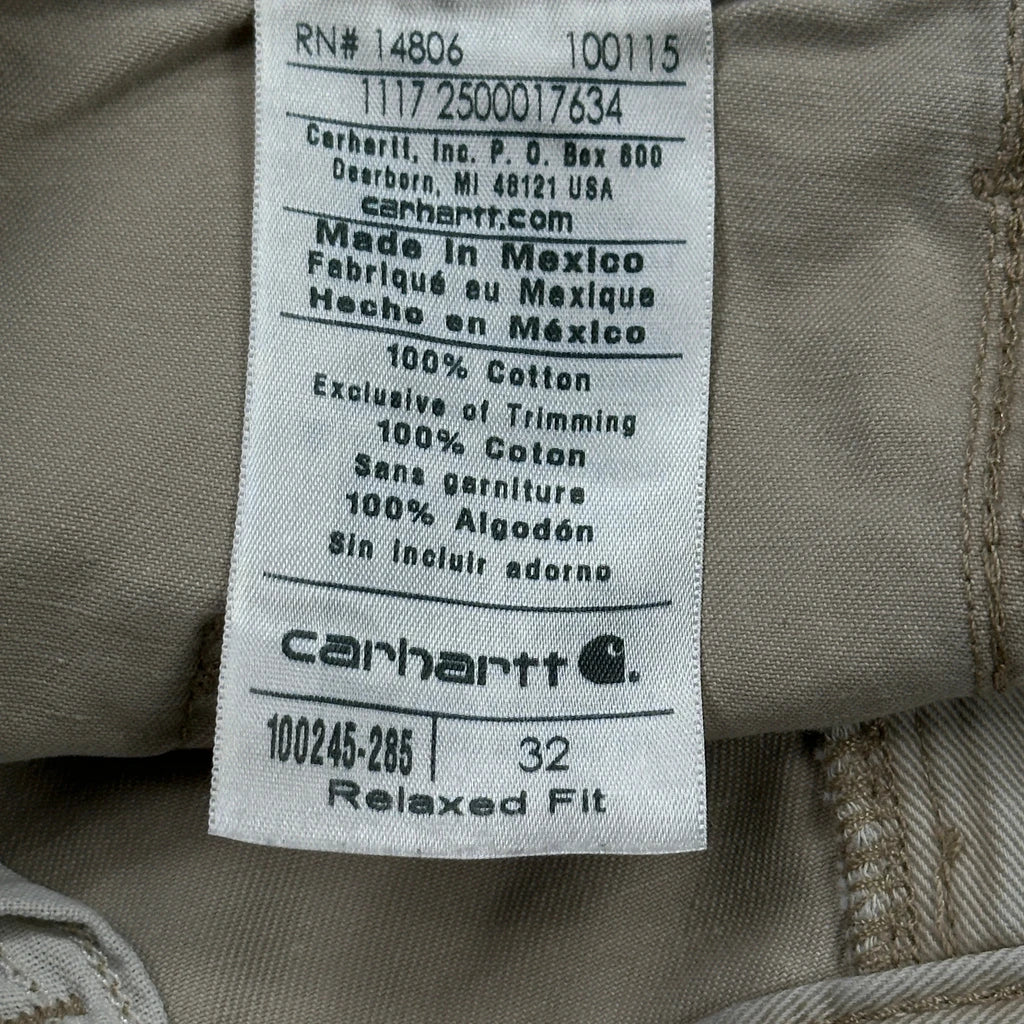 RN# 14806 100115
1117 2500017634
Carhartt, Inc. P. O. Box 600
Dearborn, MI 48121 USA
carhartt.com
Made in Mexico
Fabriqué au Mexique
Hecho en México
100% Cotton
Exclusive of Trimming
100% Coton
Sans garniture
100% Algodón
Sin incluir adorno
carhartt
100245-285 32
Relaxed Fit